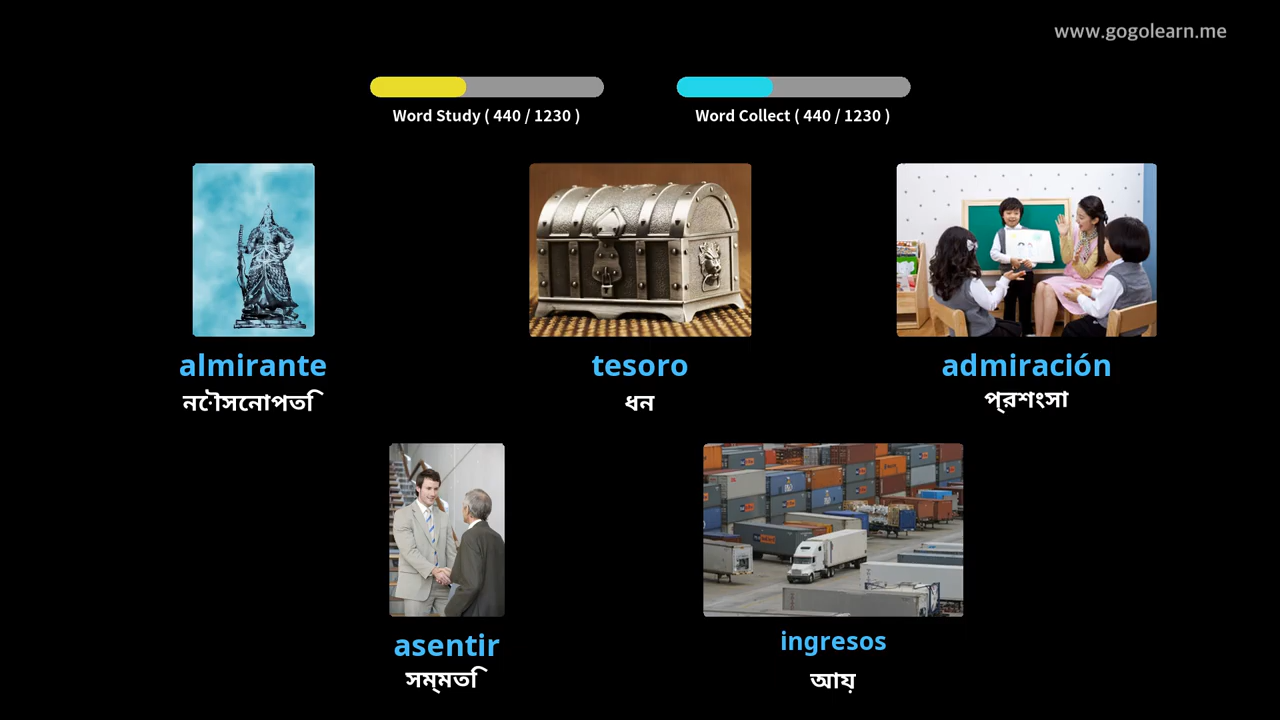 www.gogolearn.me
Word Study ( 440 / 1230 )
Word Collect ( 440 / 1230 )
almirante
নৌসেনাপতি
tesoro
ধন
admiración
প্রশংসা
asentir
সম্মতি
ingresos
আয়